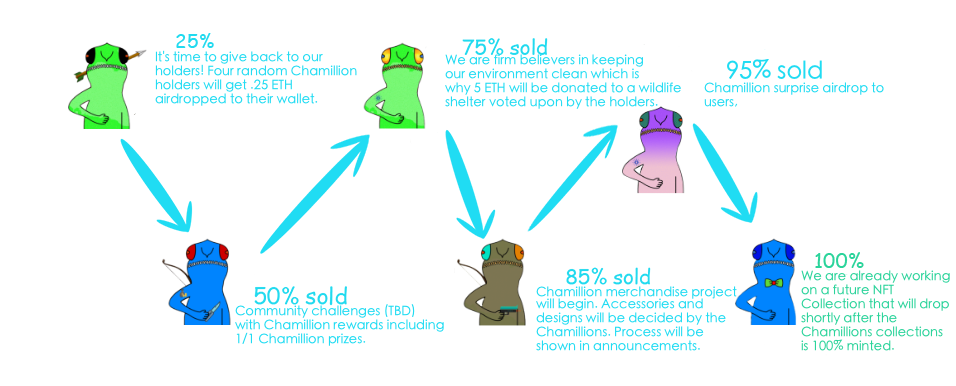 25%
It's time to give back to our
holders! Four random Chamillion
holders will get .25 ETH
airdropped to their wallet.
50% sold
Community challenges (TBD)
with Chamillion rewards including
1/1 Chamillion prizes.
75% sold
We are firm believers in keeping
our environment clean which is
why 5 ETH will be donated to a wildlife
shelter voted upon by the holders.
85% sold
Chamillion merchandise project
will begin. Accessories and
designs will be decided by the
Chamillions. Process will be
shown in announcements.
95% sold
Chamillion surprise airdrop to
users.
100%
We are already working
on a future NFT
Collection that will drop
shortly after the
Chamillions collections
is 100% minted.